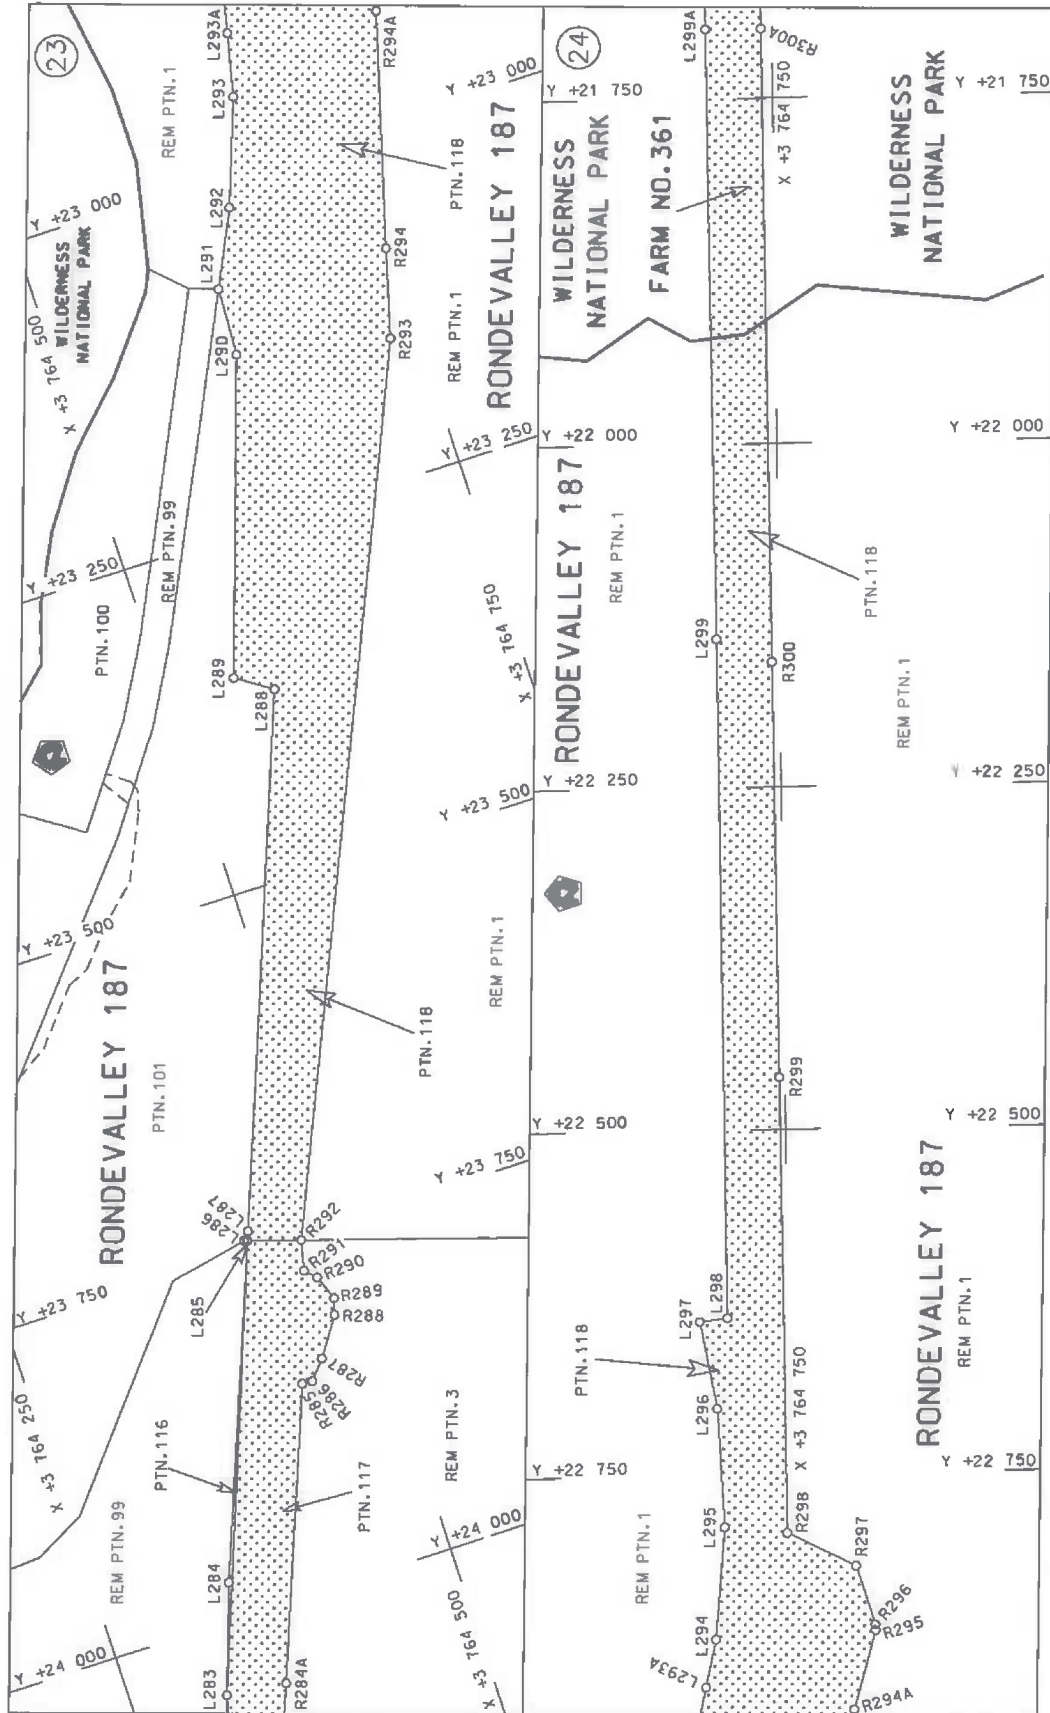 23
L293A
R294A
L293
REM PTN.1
Y +23 000
L292
PTN.118
Y +23 000
WILDERNESS
NATIONAL PARK
L291
R294
RONDEVALLEY 187
X +3 764 500
L290
R293
REM PTN.1
Y +23 250
Y +23 250
REM PTN.99
PTN.100
L289
L288
X +3 764 750
Y +23 500
Y +23 500
REM PTN.1
RONDEVALLEY 187
PTN.118
PTN.101
Y +23 750
L286
L287
R292
R291
R290
R289
R288
R287
R286
R285
L285
Y +23 750
X +3 764 250
PTN.116
PTN.117
REM PTN.3
REM PTN.99
L284
Y +24 000
Y +24 000
L283
R284A
X +3 764 500
24
L299A
R300A
Y +21 750
X +3 764 750
Y +21 750
WILDERNESS
NATIONAL PARK
FARM NO.361
WILDERNESS
NATIONAL PARK
Y +22 000
Y +22 000
RONDEVALLEY 187
REM PTN.1
PTN.118
L299
R300
REM PTN.1
Y +22 250
Y +22 250
R299
Y +22 500
Y +22 500
RONDEVALLEY 187
REM PTN.1
L298
L297
PTN.118
L296
X +3 764 750
Y +22 750
Y +22 750
L295
R298
R297
REM PTN.1
R296
R295
L294
L293A
R294A